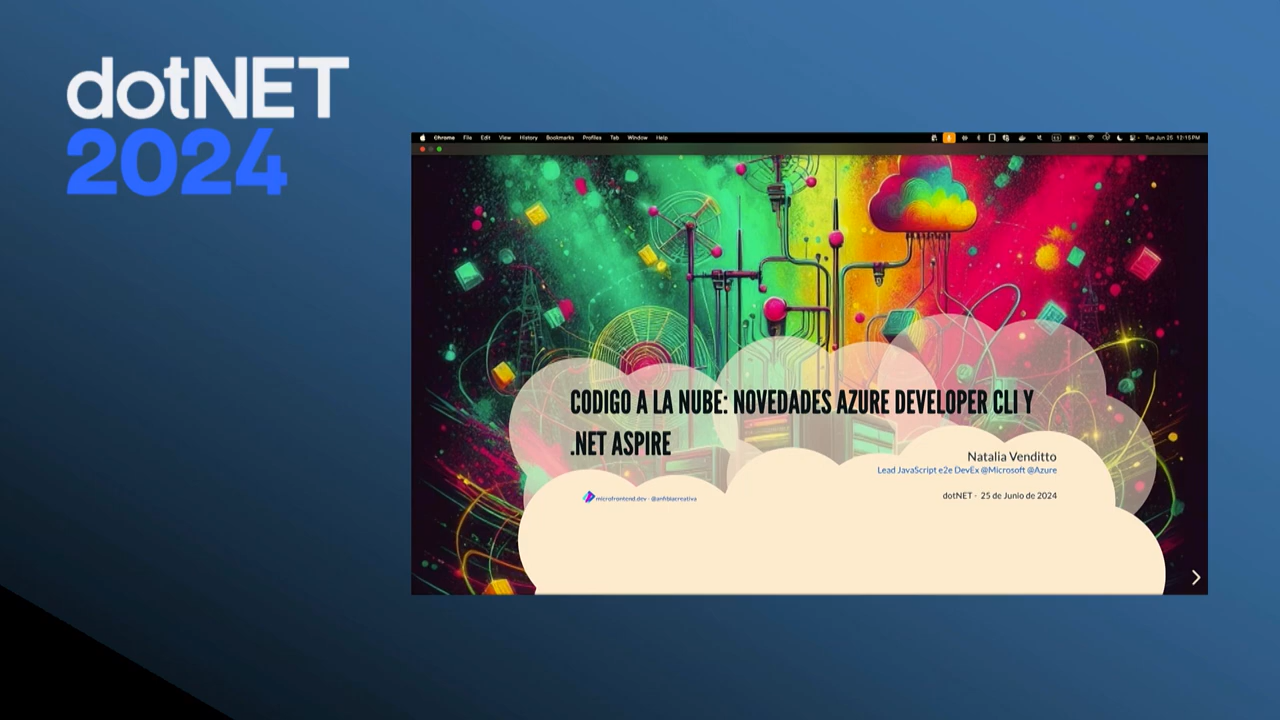 dotNET
2024
Chrome File Edit View History Bookmarks Profiles Tab Window Help
Tue Jun 25 12:15PM
CODIGO A LA NUBE: NOVEDADES AZURE DEVELOPER CLI Y
.NET ASPIRE
Natalia Venditto
Lead JavaScript e2e DevEx @Microsoft @Azure
microfrontend.dev - @anfibiacreativa
dotNET - 25 de Junio de 2024